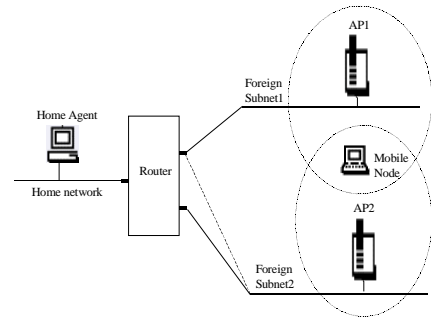 AP1
Foreign
Subnet1
Home Agent
Router
Mobile
Node
Home network
AP2
Foreign
Subnet2